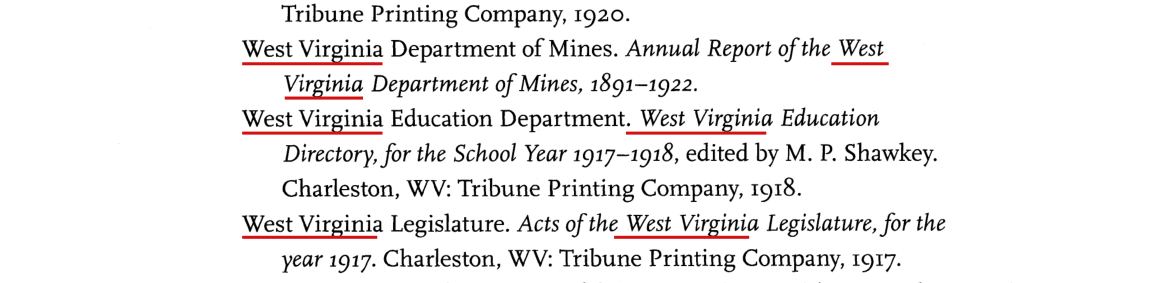 Tribune Printing Company, 1920.
West Virginia Department of Mines. Annual Report of the West
Virginia Department of Mines, 1891–1922.
West Virginia Education Department. West Virginia Education
Directory, for the School Year 1917–1918, edited by M. P. Shawkey.
Charleston, WV: Tribune Printing Company, 1918.
West Virginia Legislature. Acts of the West Virginia Legislature, for the
year 1917. Charleston, WV: Tribune Printing Company, 1917.